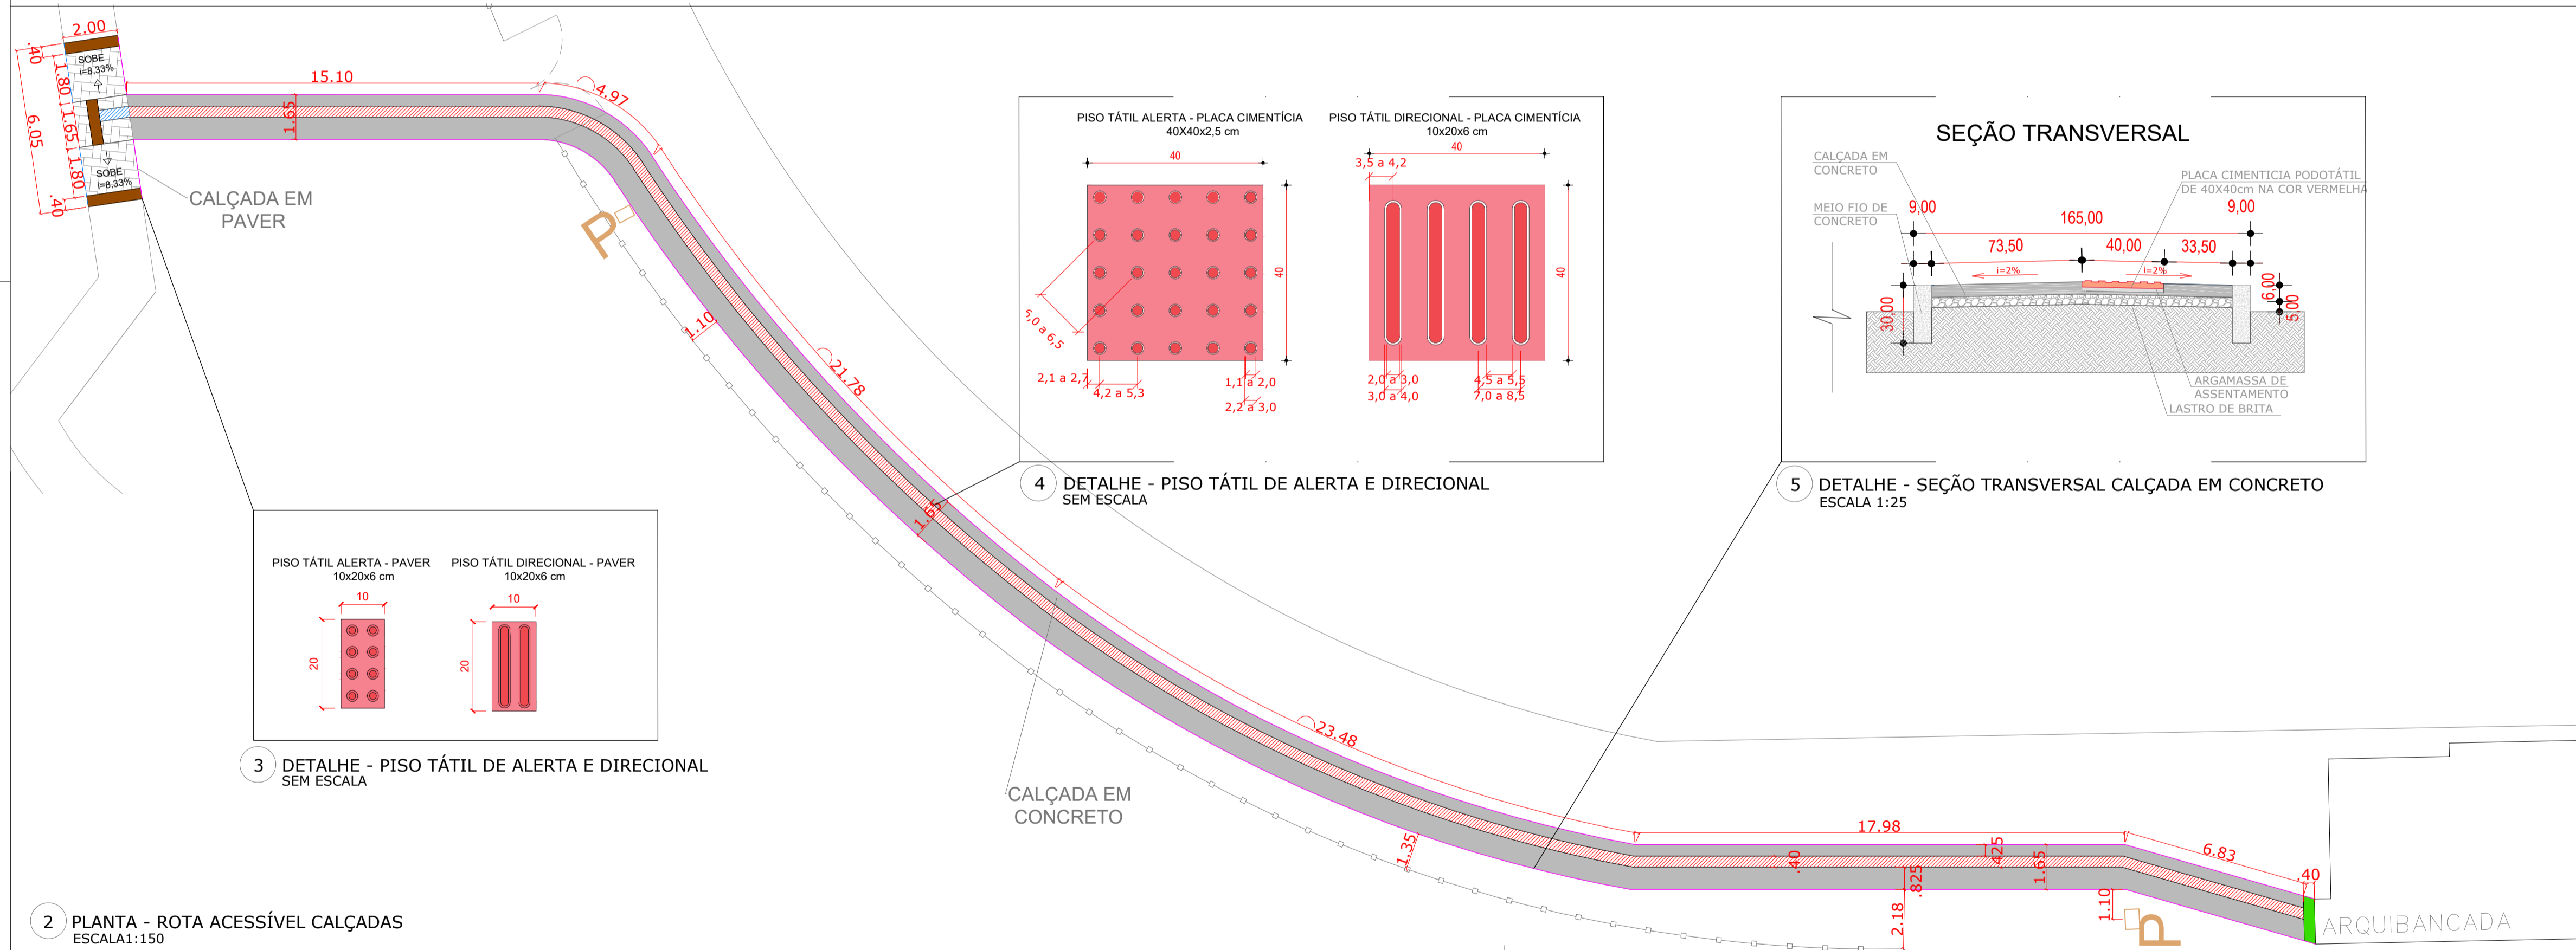 2.00
.40
SOBE
i=8,33%
1.80
1.65
6.05
1.80
SOBE
i=8,33%
.40
15.10
1.65
4.97
CALÇADA EM
PAVER
P
1.10
21.78
1.65
23.48
1.35
CALÇADA EM
CONCRETO
17.98
.40
.425
1.65
.825
2.18
1.10
P
6.83
.40
ARQUIBANCADA
2 PLANTA - ROTA ACESSÍVEL CALÇADAS
ESCALA1:150
PISO TÁTIL ALERTA - PAVER
10x20x6 cm
10
20
PISO TÁTIL DIRECIONAL - PAVER
10x20x6 cm
10
20
3 DETALHE - PISO TÁTIL DE ALERTA E DIRECIONAL
SEM ESCALA
PISO TÁTIL ALERTA - PLACA CIMENTÍCIA
40X40x2,5 cm
40
40
,0 a 6,5
2,1 a 2,7
4,2 a 5,3
1,1 a 2,0
2,2 a 3,0
PISO TÁTIL DIRECIONAL - PLACA CIMENTÍCIA
10x20x6 cm
40
3,5 a 4,2
40
2,0 a 3,0
3,0 a 4,0
4,5 a 5,5
7,0 a 8,5
4 DETALHE - PISO TÁTIL DE ALERTA E DIRECIONAL
SEM ESCALA
SEÇÃO TRANSVERSAL
CALÇADA EM
CONCRETO
PLACA CIMENTICIA PODOTÁTIL
DE 40X40cm NA COR VERMELHA
MEIO FIO DE
CONCRETO
9,00
165,00
9,00
73,50
40,00
33,50
i=2%
i=2%
30,00
6,00
5,00
ARGAMASSA DE
ASSENTAMENTO
LASTRO DE BRITA
5 DETALHE - SEÇÃO TRANSVERSAL CALÇADA EM CONCRETO
ESCALA 1:25